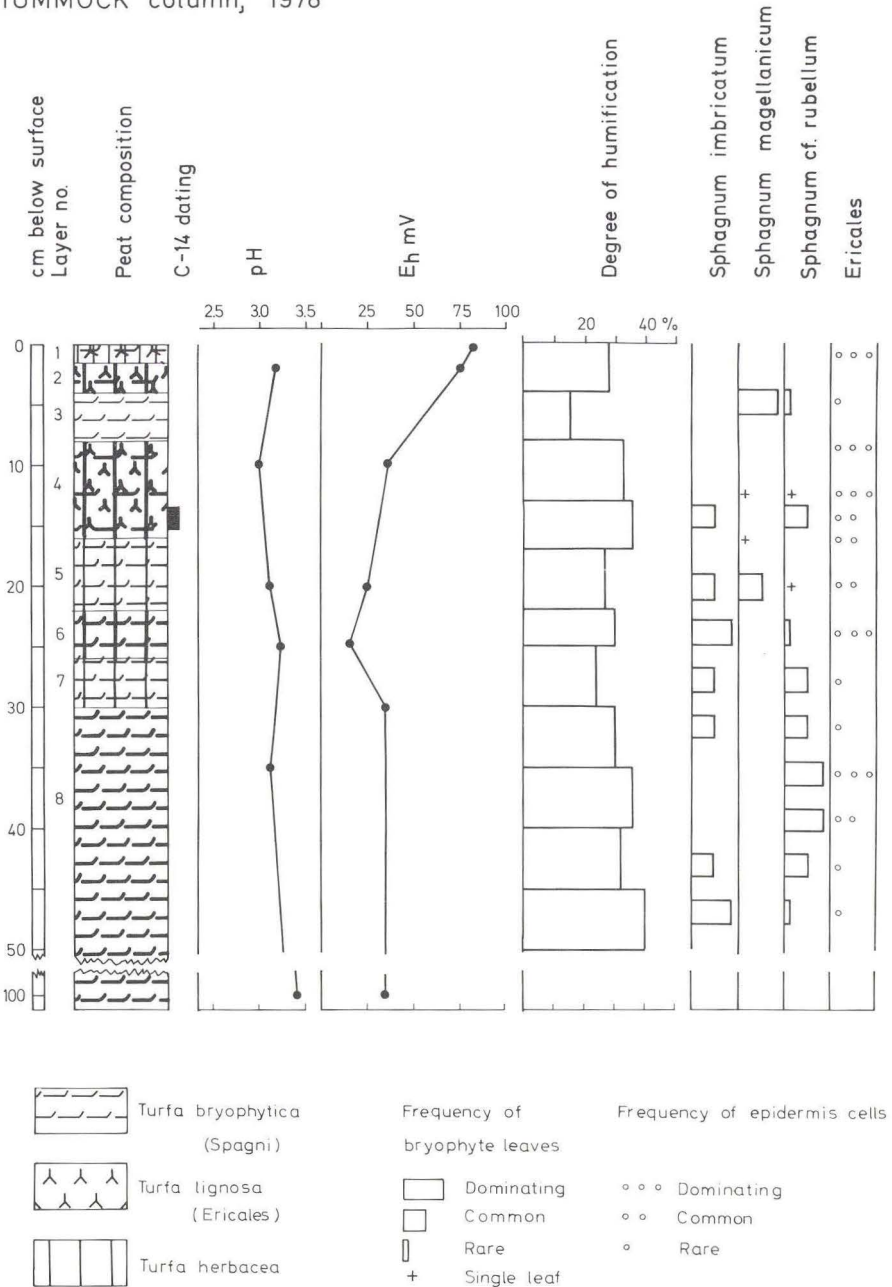 column, 1978
cm below surface
Layer no.
Peat composition
C-14 dating
pH
Eh mV
Degree of humification
Sphagnum imbricatum
Sphagnum magellanicum
Sphagnum cf. rubellum
Ericales
2.5 3.0 3.5 25 50 75 100 20 40 %
0
1
2
3
10
4
5
20
6
7
30
8
40
50
100
Turfa bryophytica
(Spagni)
Turfa lignosa
(Ericales)
Turfa herbacea
Frequency of
bryophyte leaves
Dominating
Common
Rare
+ Single leaf
Frequency of epidermis cells
Dominating
Common
Rare